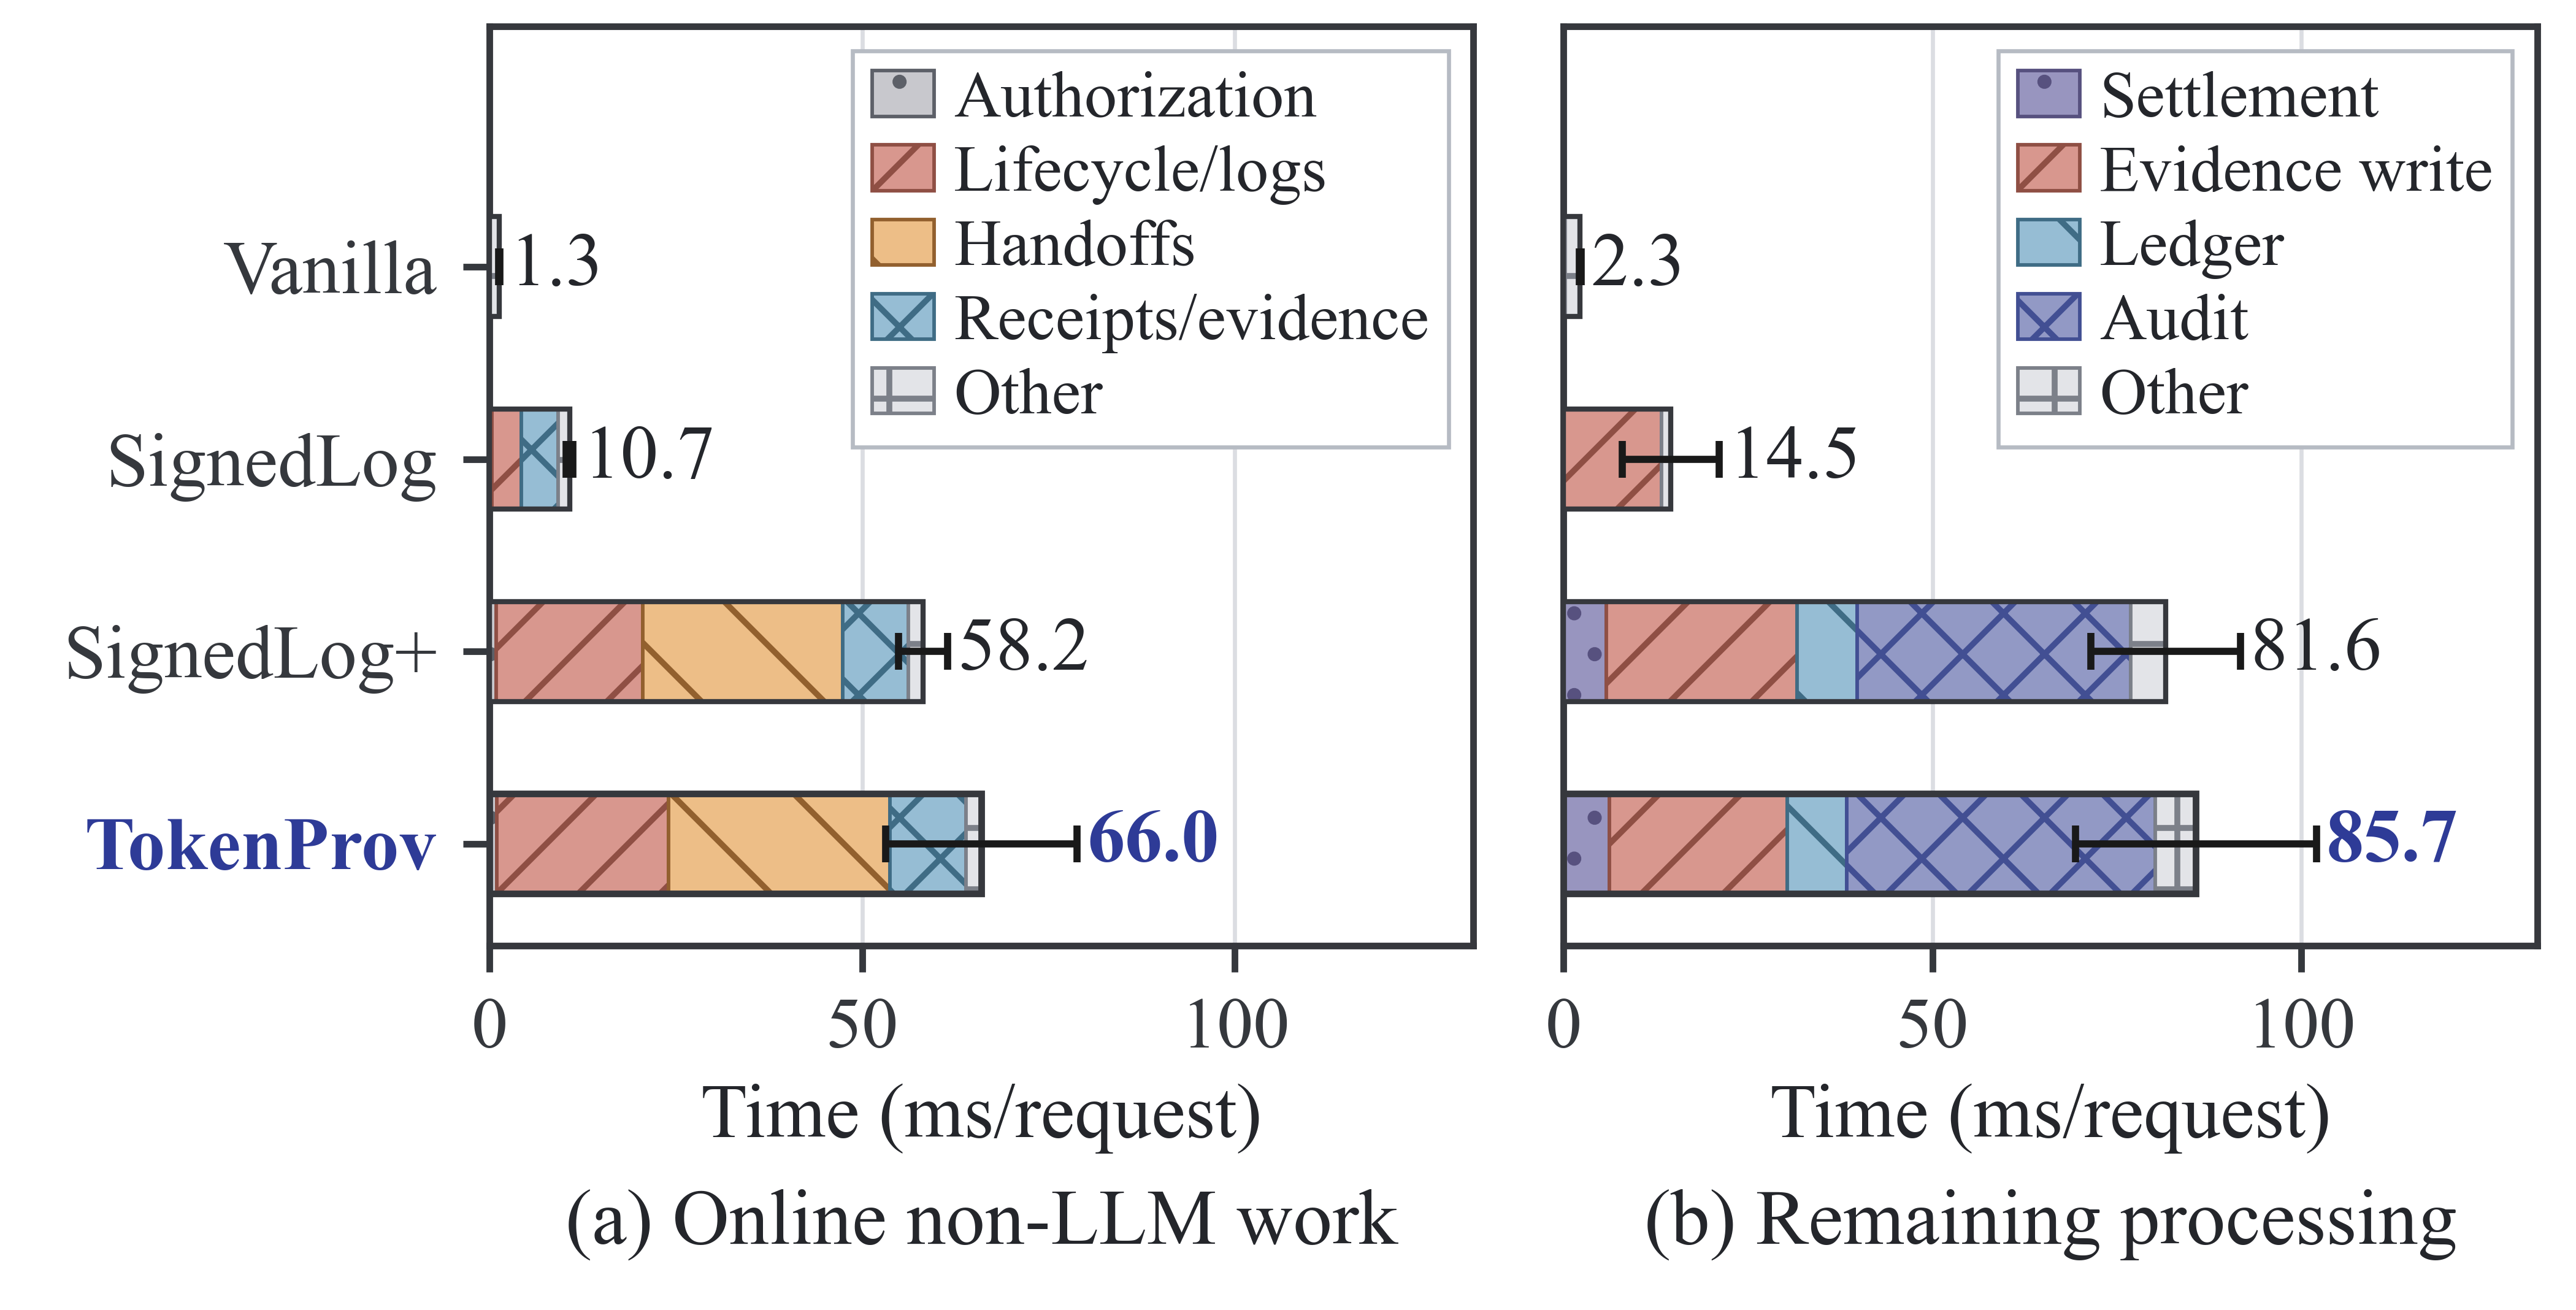 Authorization
Lifecycle/logs
Handoffs
Receipts/evidence
Other
Vanilla
1.3
SignedLog
10.7
SignedLog+
58.2
TokenProv
66.0
0
50
100
Time (ms/request)
(a) Online non-LLM work
Settlement
Evidence write
Ledger
Audit
Other
2.3
14.5
81.6
85.7
0
50
100
Time (ms/request)
(b) Remaining processing